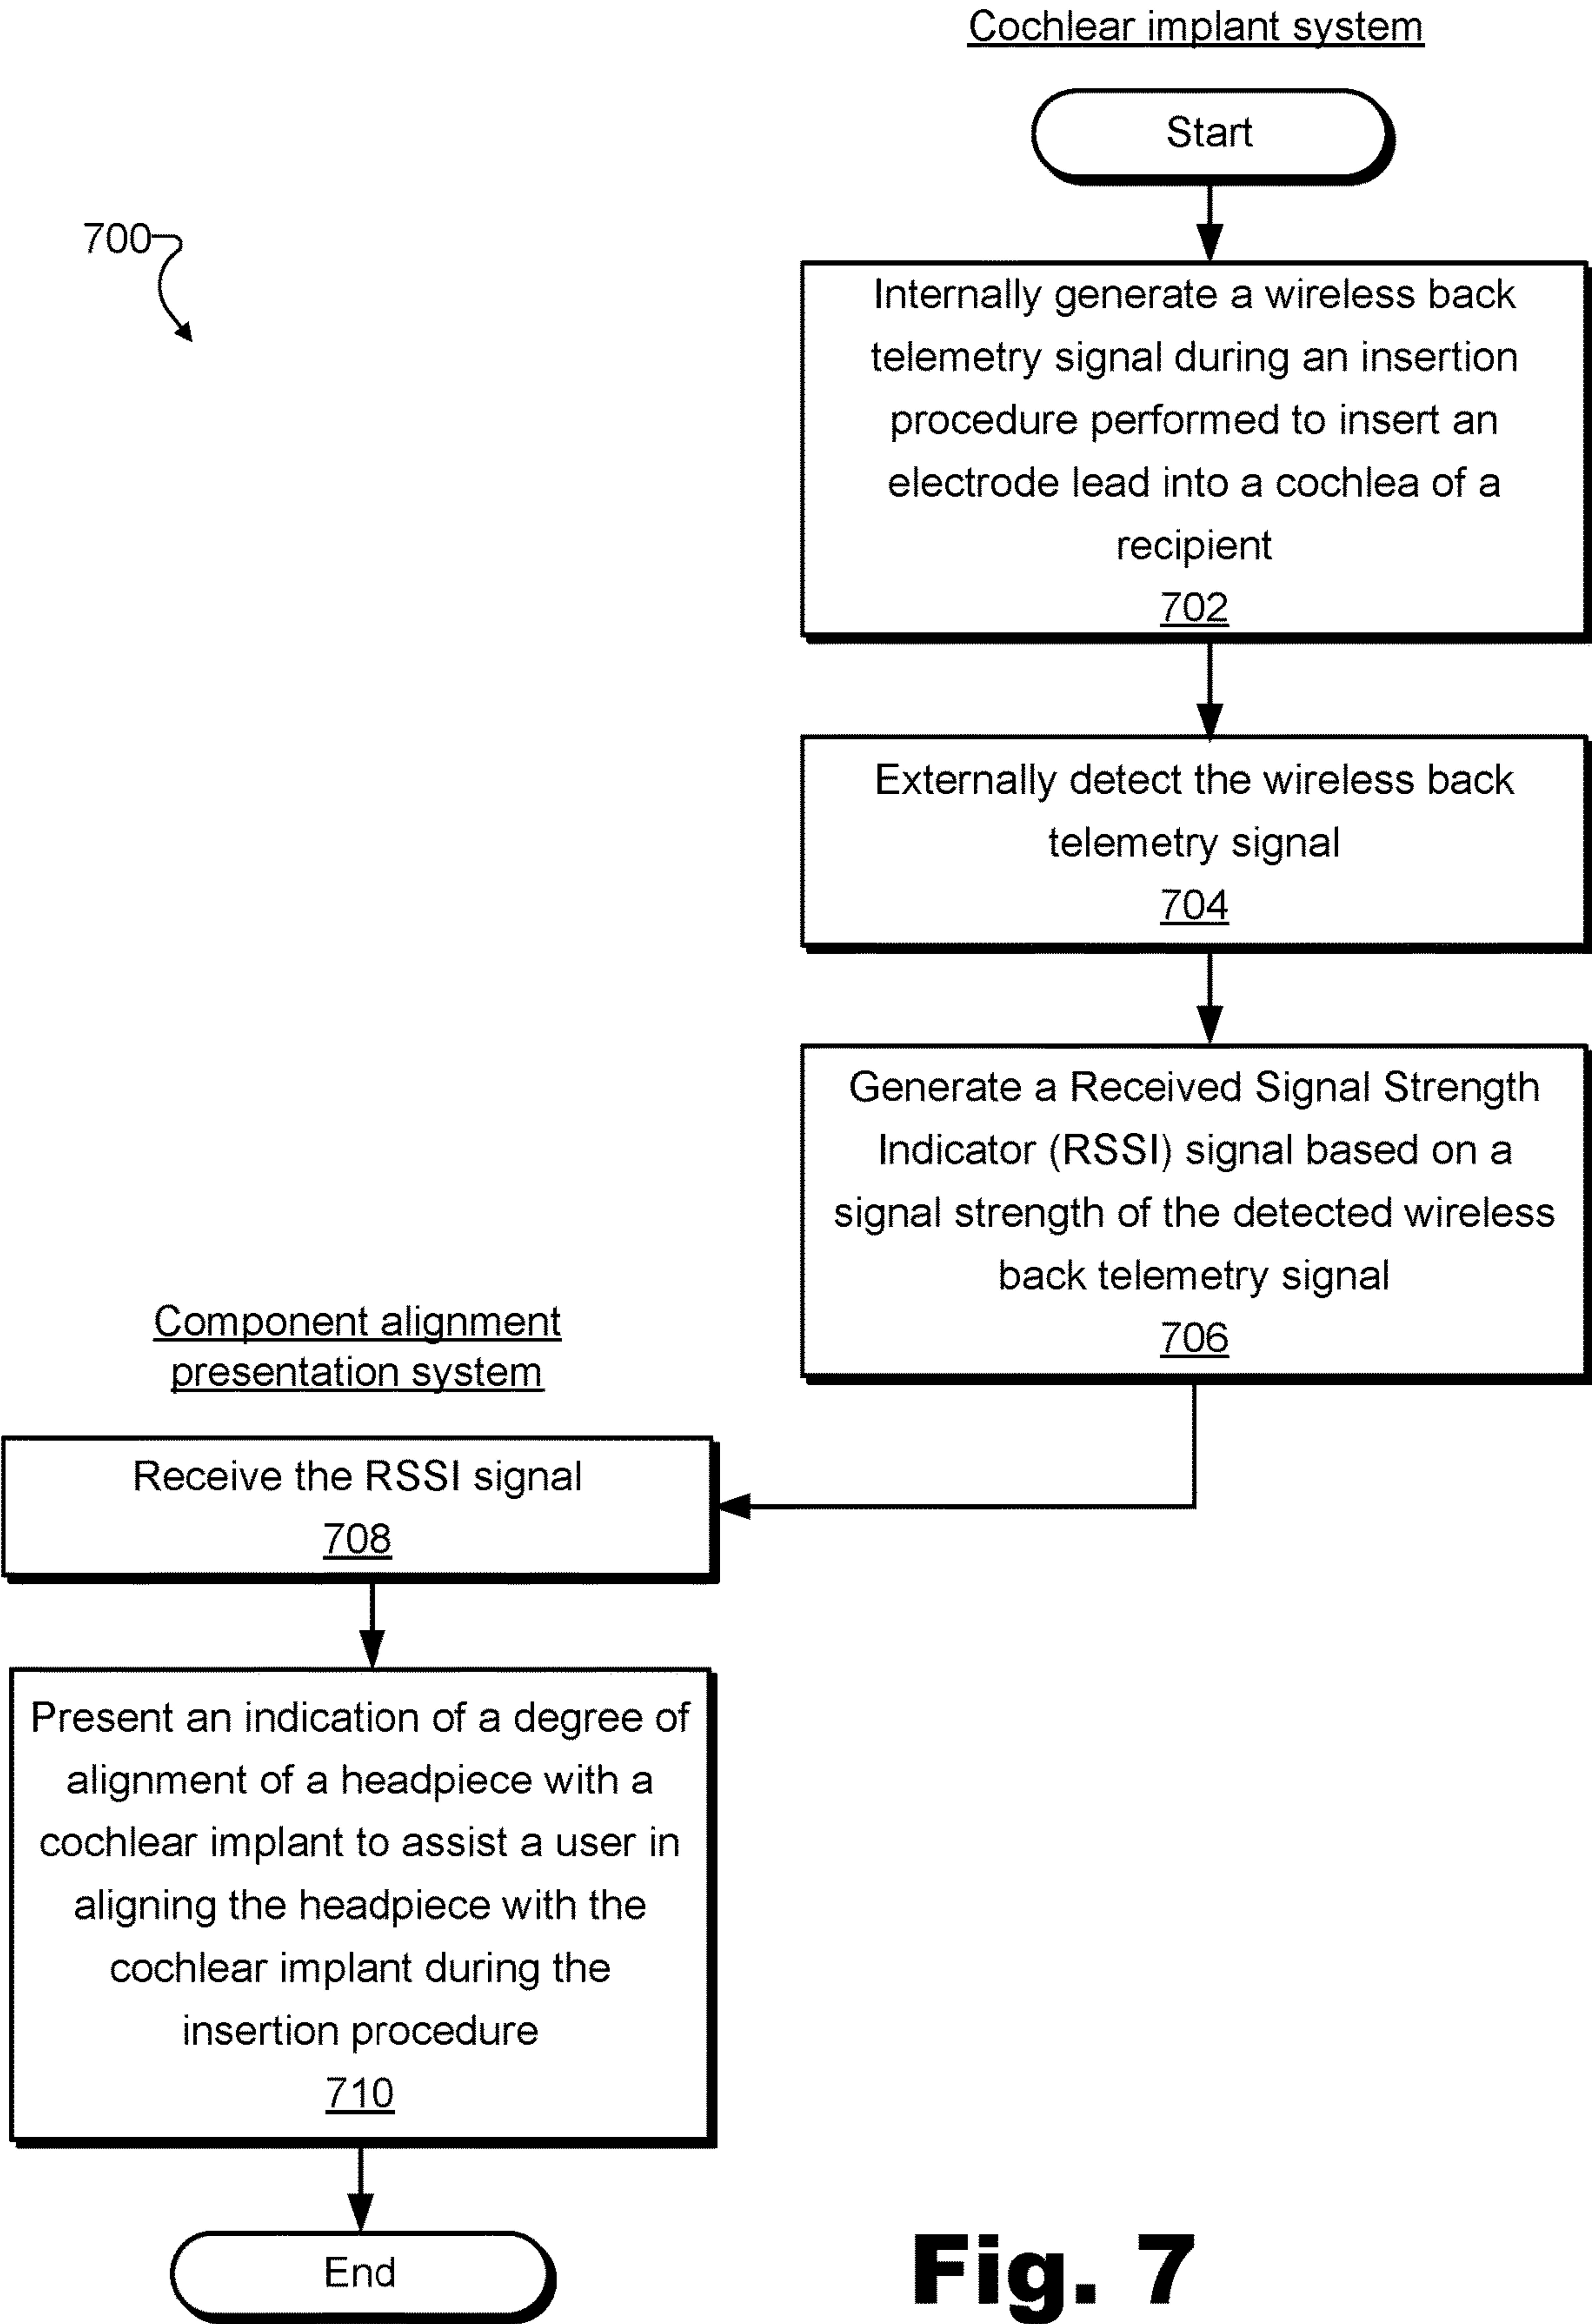 Cochlear implant system
Start
700
Internally generate a wireless back
telemetry signal during an insertion
procedure performed to insert an
electrode lead into a cochlea of a
recipient
702
Externally detect the wireless back
telemetry signal
704
Generate a Received Signal Strength
Indicator (RSSI) signal based on a
signal strength of the detected wireless
back telemetry signal
706
Component alignment
presentation system
Receive the RSSI signal
708
Present an indication of a degree of
alignment of a headpiece with a
cochlear implant to assist a user in
aligning the headpiece with the
cochlear implant during the
insertion procedure
710
End
Fig. 7